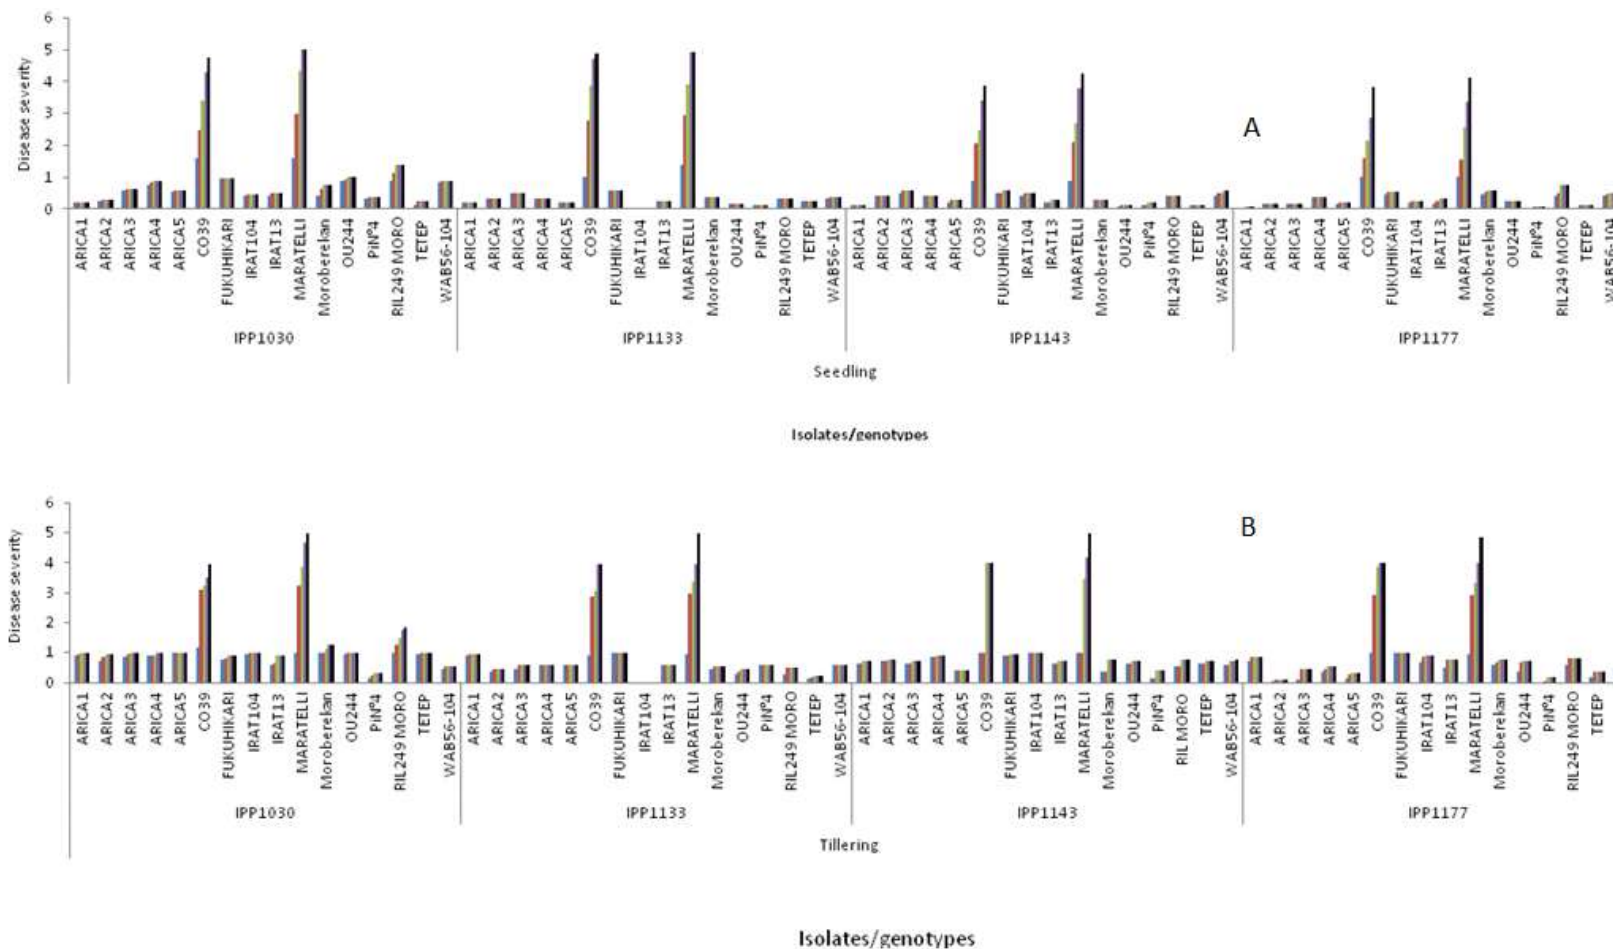 6
5
4
3
2
1
0
Disease severity
A
ARICA1
ARICA2
ARICA3
ARICA4
ARICA5
CO39
FUKUHIKARI
IRAT104
IRAT13
MARATELLI
Moroberekan
OU244
PiNº4
RIL249 MORO
TETEP
WAB56-104
ARICA1
ARICA2
ARICA3
ARICA4
ARICA5
CO39
FUKUHIKARI
IRAT104
IRAT13
MARATELLI
Moroberekan
OU244
PiNº4
RIL249 MORO
TETEP
WAB56-104
ARICA1
ARICA2
ARICA3
ARICA4
ARICA5
CO39
FUKUHIKARI
IRAT104
IRAT13
MARATELLI
Moroberekan
OU244
PiNº4
RIL249 MORO
TETEP
WAB56-104
ARICA1
ARICA2
ARICA3
ARICA4
ARICA5
CO39
FUKUHIKARI
IRAT104
IRAT13
MARATELLI
Moroberekan
OU244
PiNº4
RIL249 MORO
TETEP
WAB56-104
IPP1030
IPP1133
IPP1143
IPP1177
Seedling
Isolates/genotypes
6
5
4
3
2
1
0
Disease severity
B
ARICA1
ARICA2
ARICA3
ARICA4
ARICA5
CO39
FUKUHIKARI
IRAT104
IRAT13
MARATELLI
Moroberekan
OU244
PiNº4
RIL249 MORO
TETEP
WAB56-104
ARICA1
ARICA2
ARICA3
ARICA4
ARICA5
CO39
FUKUHIKARI
IRAT104
IRAT13
MARATELLI
Moroberekan
OU244
PiNº4
RIL249 MORO
TETEP
WAB56-104
ARICA1
ARICA2
ARICA3
ARICA4
ARICA5
CO39
FUKUHIKARI
IRAT104
IRAT13
MARATELLI
Moroberekan
OU244
PiNº4
RIL MORO
TETEP
WAB56-104
ARICA1
ARICA2
ARICA3
ARICA4
ARICA5
CO39
FUKUHIKARI
IRAT104
IRAT13
MARATELLI
Moroberekan
OU244
PiNº4
RIL249 MORO
TETEP
IPP1030
IPP1133
IPP1143
IPP1177
Tillering
Isolates/genotypes